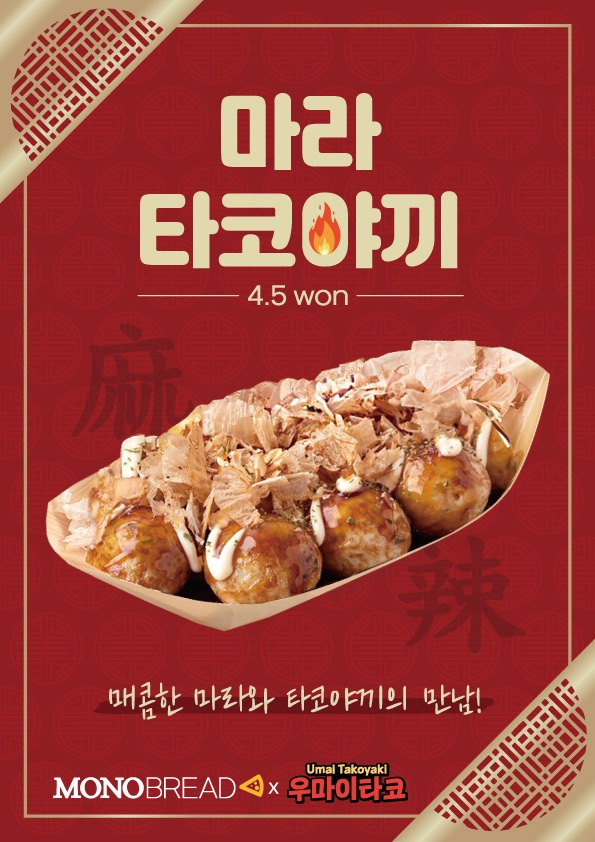 마라
타코야끼
4.5 won
麻
辣
매콤한 마라와 타코야끼의 만남!
MONOBREAD x Umai Takoyaki 우마이타코